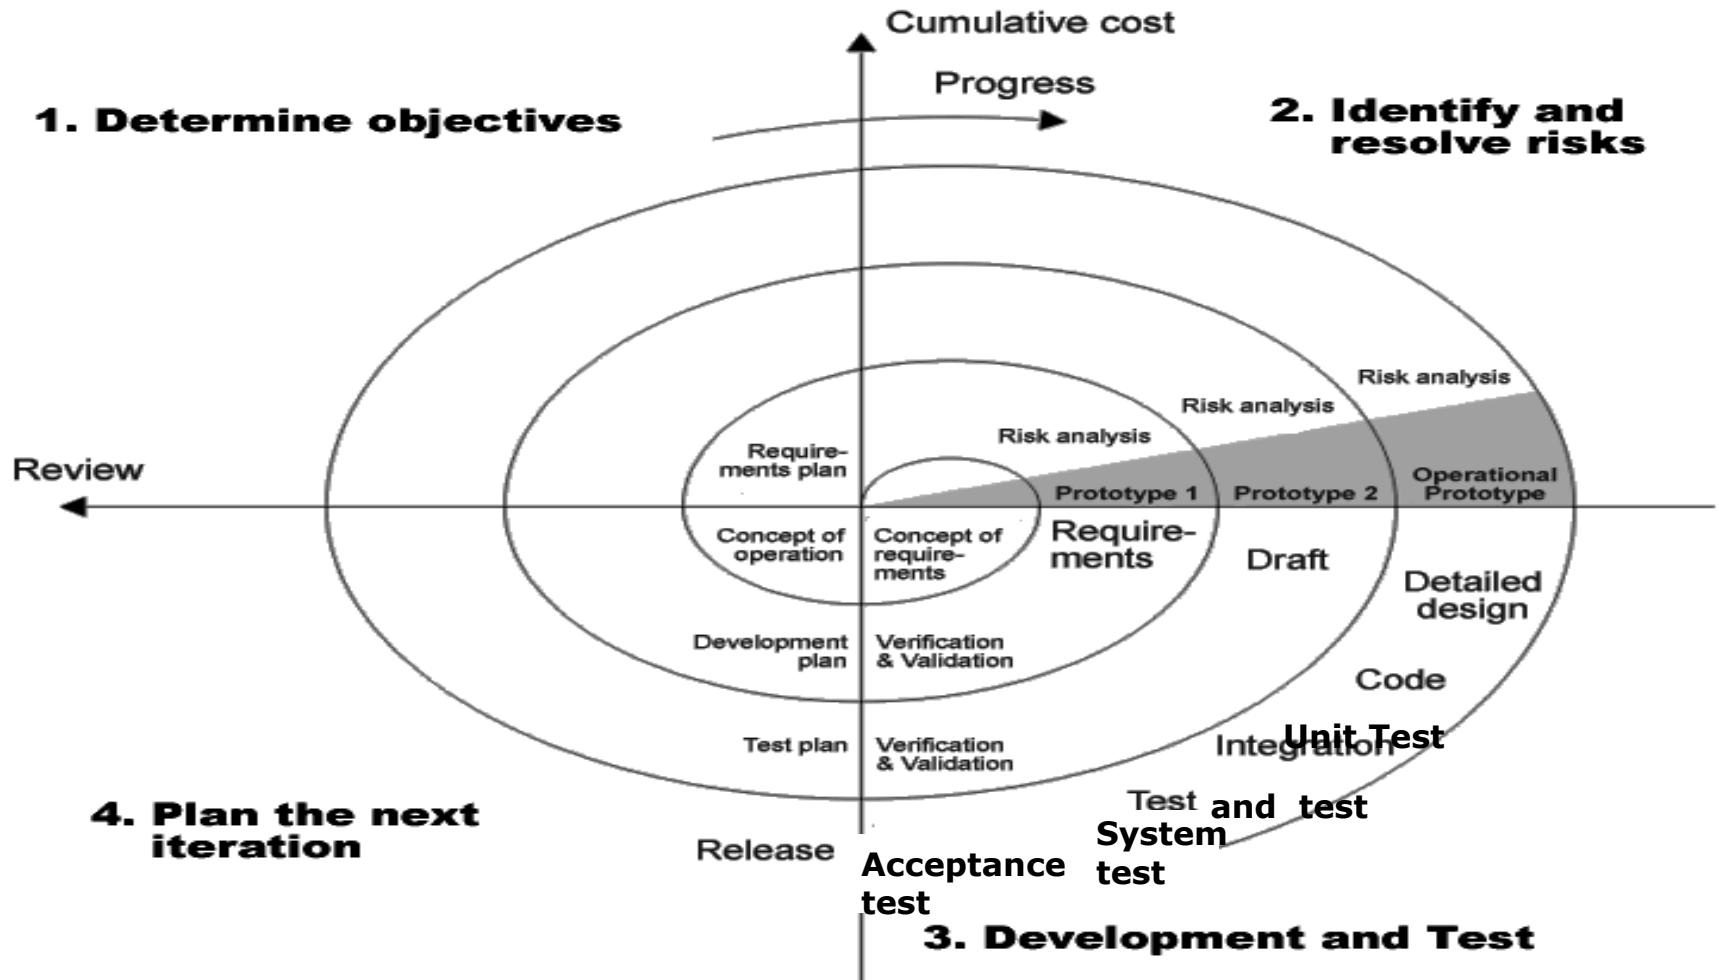 Cumulative cost
Progress
1. Determine objectives
2. Identify and
resolve risks
Risk analysis
Risk analysis
Risk analysis
Require-
ments plan
Review
Operational
Prototype
Prototype 1
Prototype 2
Concept of
operation
Concept of
require-
ments
Require-
ments
Draft
Detailed
design
Development
plan
Verification
& Validation
Code
Test plan
Verification
& Validation
Integration
Unit Test
Test
and test
System
test
4. Plan the next
iteration
Release
Acceptance
test
3. Development and Test